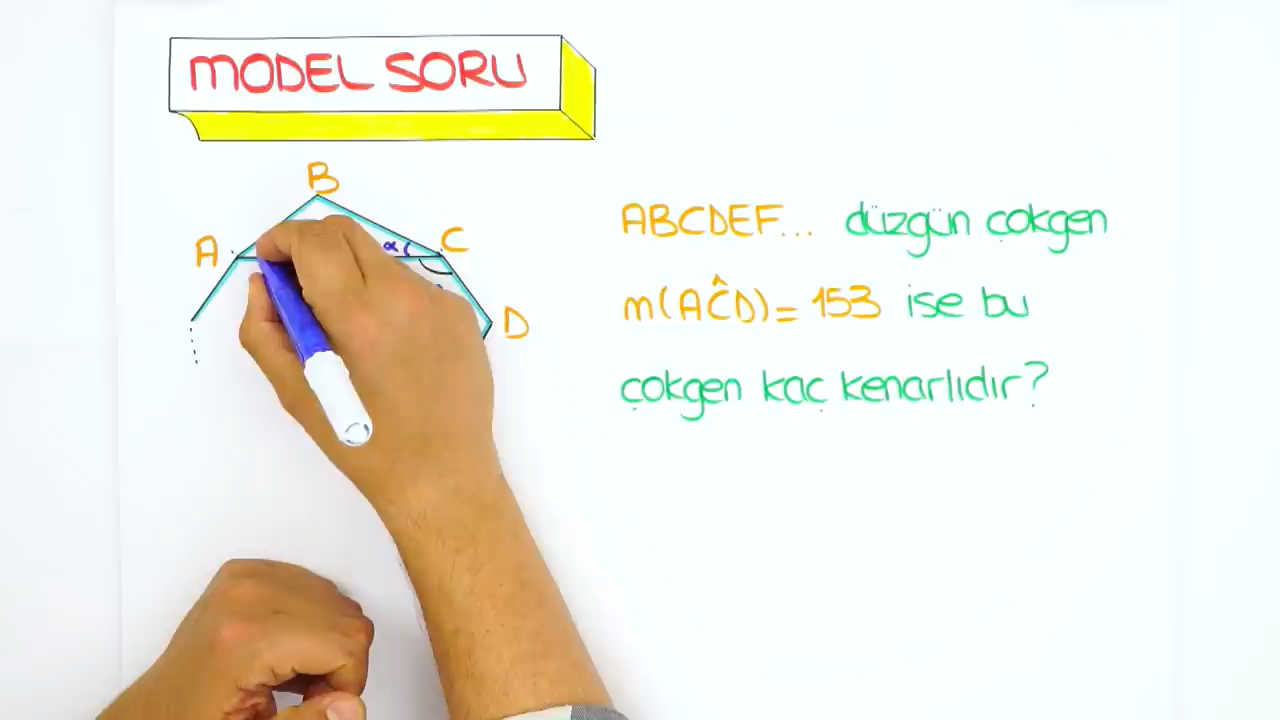 MODEL SORU
B
A
α
C
D
ABCDEF... düzgün çokgen
m(AĈD) = 153 ise bu
çokgen kaç kenarlıdır?